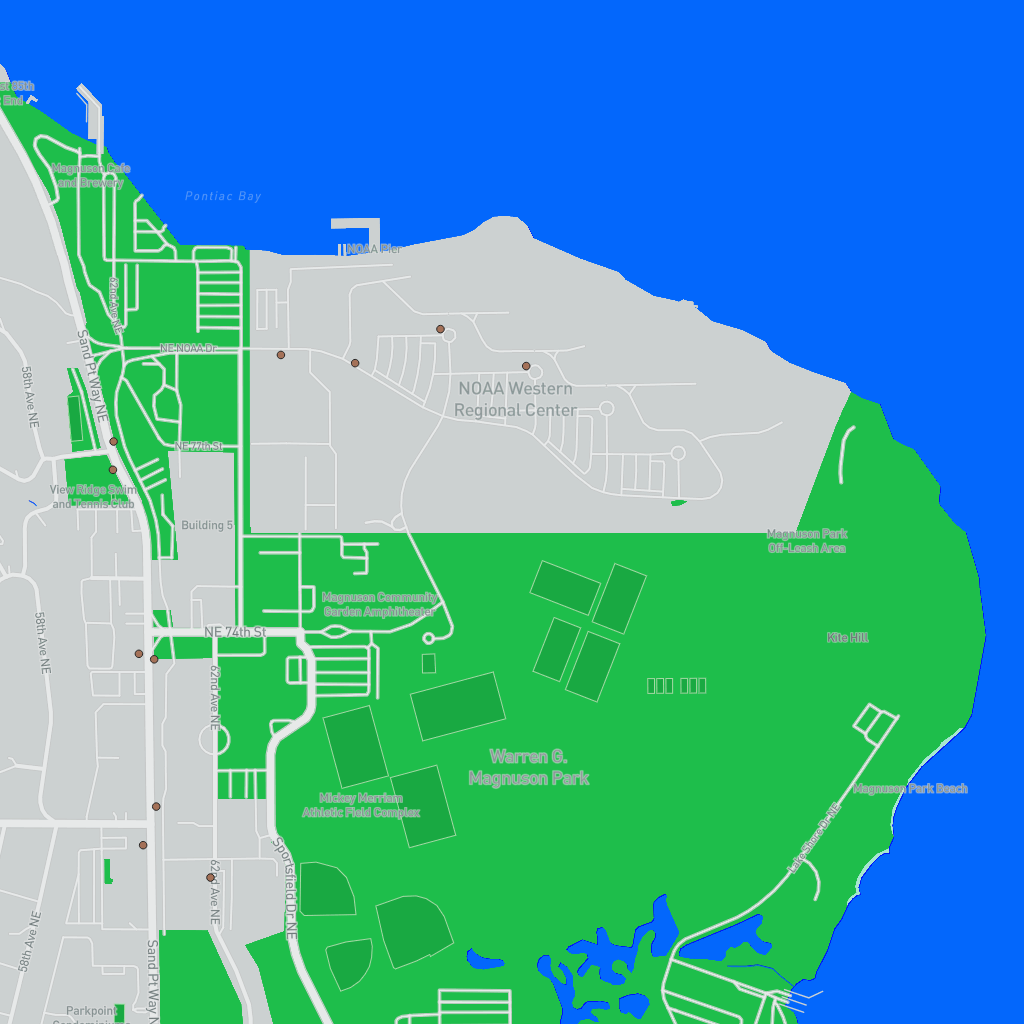 End
Magnuson Cafe
and Brewery
Pontiac Bay
NOAA Pier
62nd Ave NE
Sand Pt Way NE
NE NOAA Dr
58th Ave NE
NOAA Western
Regional Center
NE 77th St
View Ridge Swim
and Tennis Club
Building 5
Magnuson Park
Off-Leash Area
Magnuson Community
Garden Amphitheater
58th Ave NE
NE 74th St
Kite Hill
62nd Ave NE
Warren G.
Magnuson Park
Mickey Merriam
Athletic Field Complex
Magnuson Park Beach
Lake Shore Dr NE
Sportsfield Dr NE
62nd Ave NE
58th Ave NE
Sand Pt Way N
Parkpoint
Condominiums